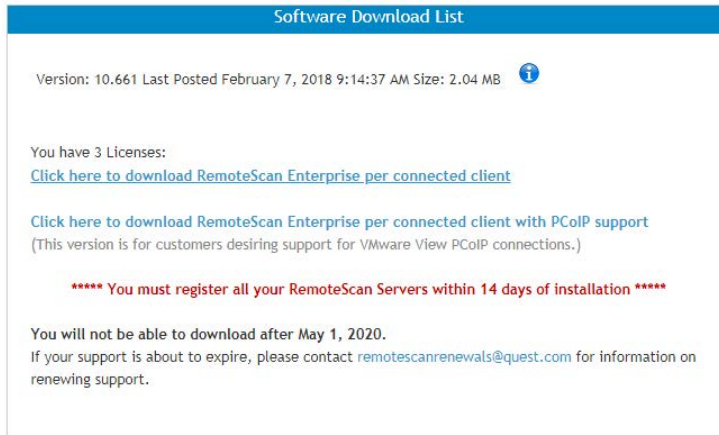 Software Download List
Version: 10.661 Last Posted February 7, 2018 9:14:37 AM Size: 2.04 MB
You have 3 Licenses:
Click here to download RemoteScan Enterprise per connected client
Click here to download RemoteScan Enterprise per connected client with PCoIP support
(This version is for customers desiring support for VMware View PCoIP connections.)
***** You must register all your RemoteScan Servers within 14 days of installation *****
You will not be able to download after May 1, 2020.
If your support is about to expire, please contact remotescanrenewals@quest.com for information on
renewing support.